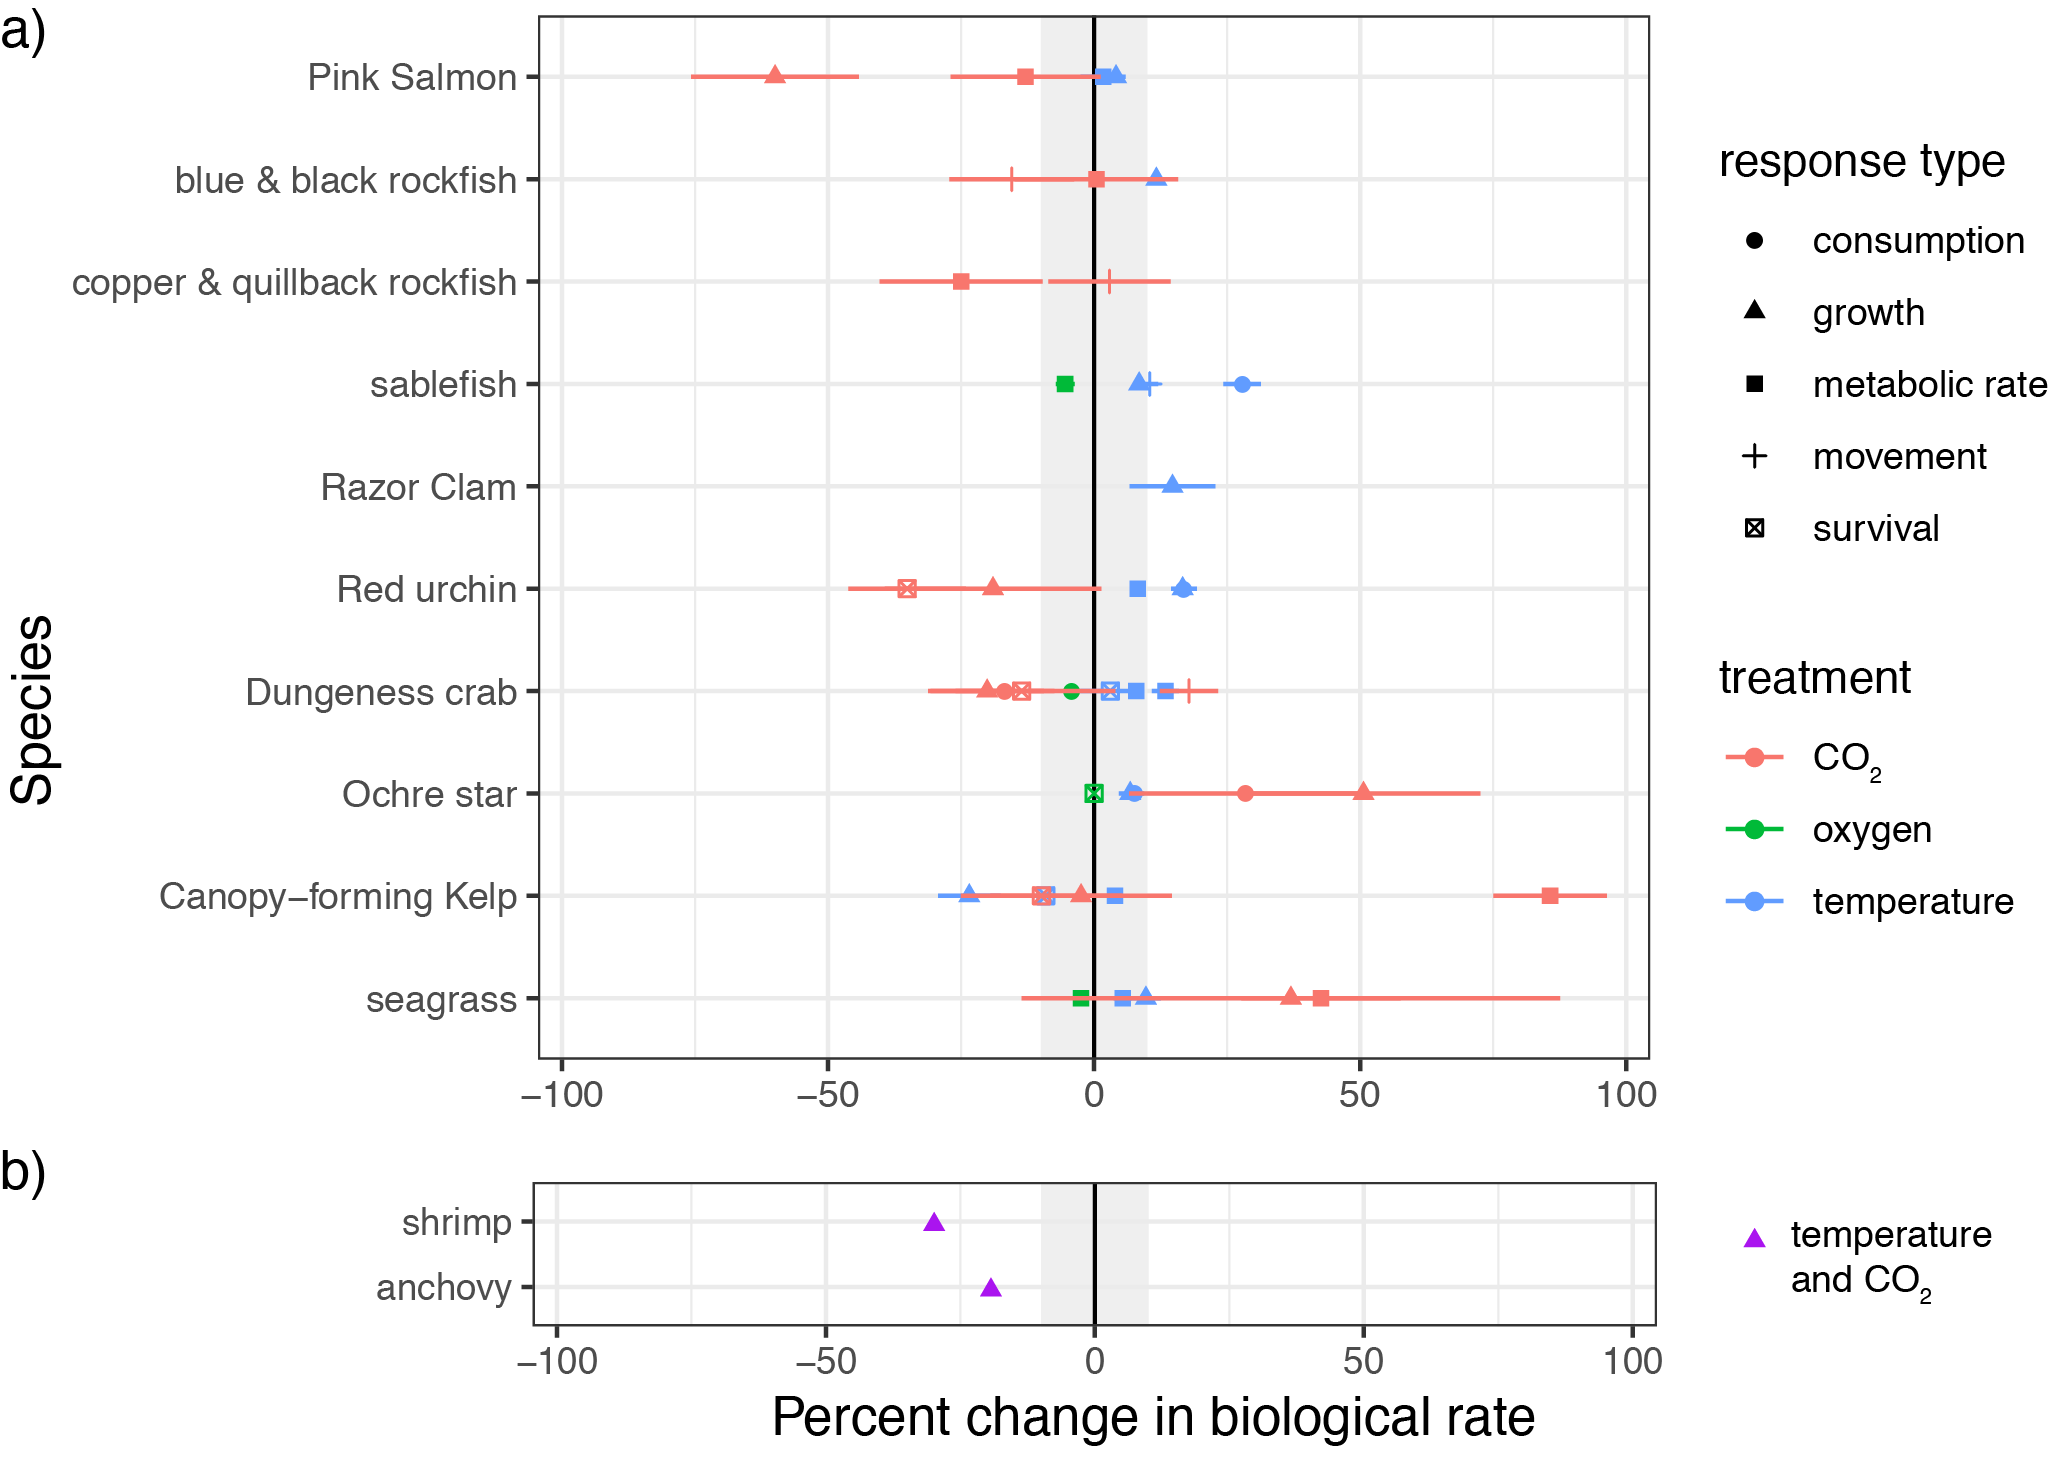 a)
Pink Salmon
blue & black rockfish
copper & quillback rockfish
sablefish
Razor Clam
Red urchin
Dungeness crab
Ochre star
Canopy−forming Kelp
seagrass
Species
−100 −50 0 50 100
response type
consumption
growth
metabolic rate
movement
survival
treatment
CO₂
oxygen
temperature
b)
shrimp
anchovy
−100 −50 0 50 100
Percent change in biological rate
temperature
and CO₂